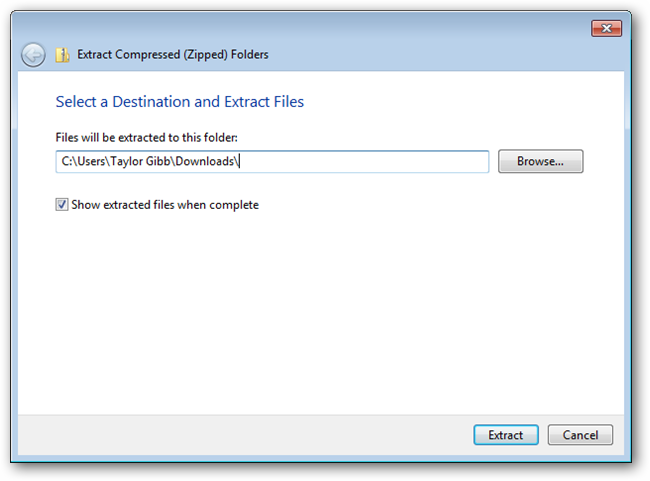 Extract Compressed (Zipped) Folders
Select a Destination and Extract Files
Files will be extracted to this folder:
C:\Users\Taylor Gibb\Downloads\
Browse...
Show extracted files when complete
Extract
Cancel